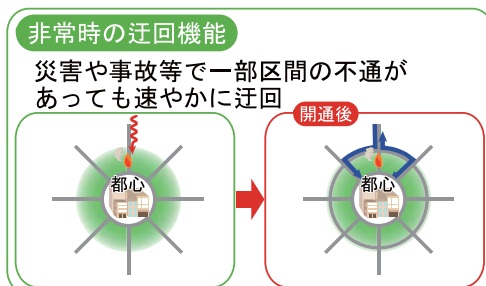 非常時の迂回機能
災害や事故等で一部区間の不通が
あっても速やかに迂回
開通後
都心
都心